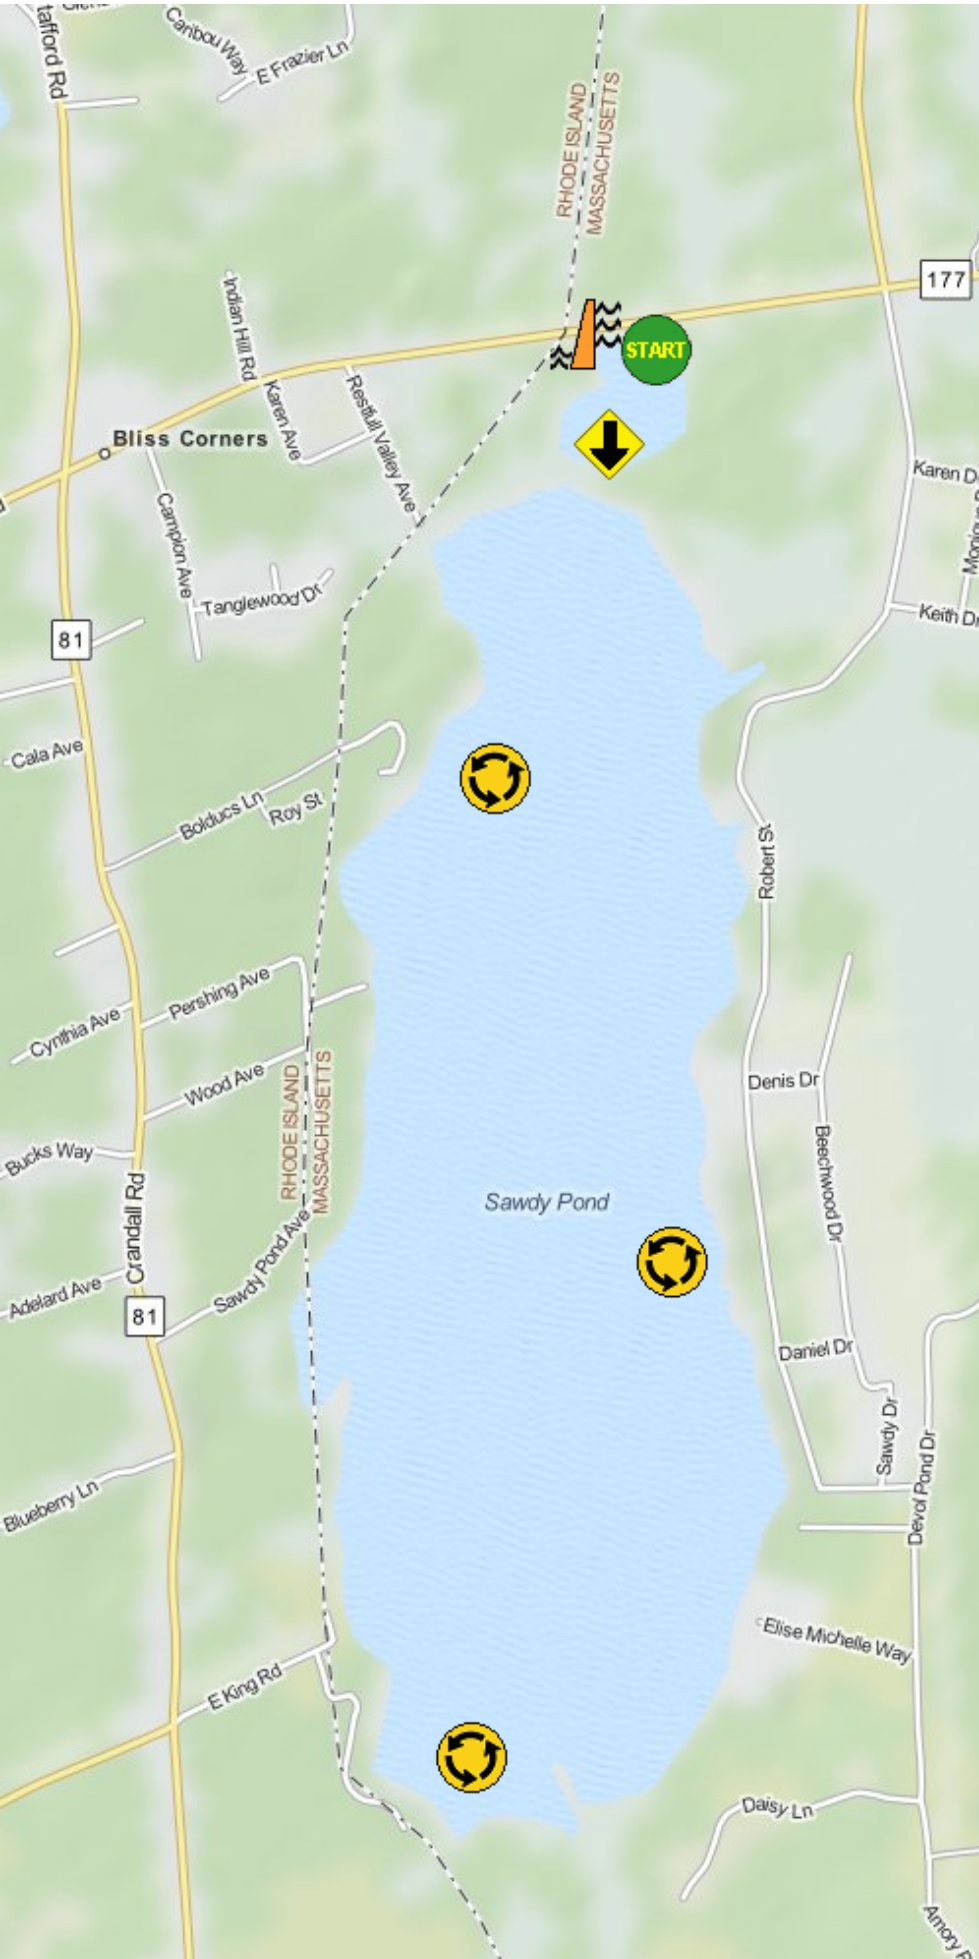 tafford Rd
Caribou Way
E Frazier Ln
RHODE ISLAND
MASSACHUSETTS
177
Indian Hill Rd
START
Karen Ave
Restfull Valley Ave
Bliss Corners
Campion Ave
Karen D
Tanglewood Dr
Keith Dr
81
Cala Ave
Bolducs Ln
Roy St
Robert St
Pershing Ave
Cynthia Ave
Wood Ave
RHODE ISLAND
MASSACHUSETTS
Denis Dr
Bucks Way
Beechwood Dr
Crandall Rd
Sawdy Pond
Sawdy Pond Ave
Adelard Ave
81
Daniel Dr
Sawdy Dr
Devol Pond Dr
Blueberry Ln
Elise Michelle Way
E King Rd
Daisy Ln
Amory